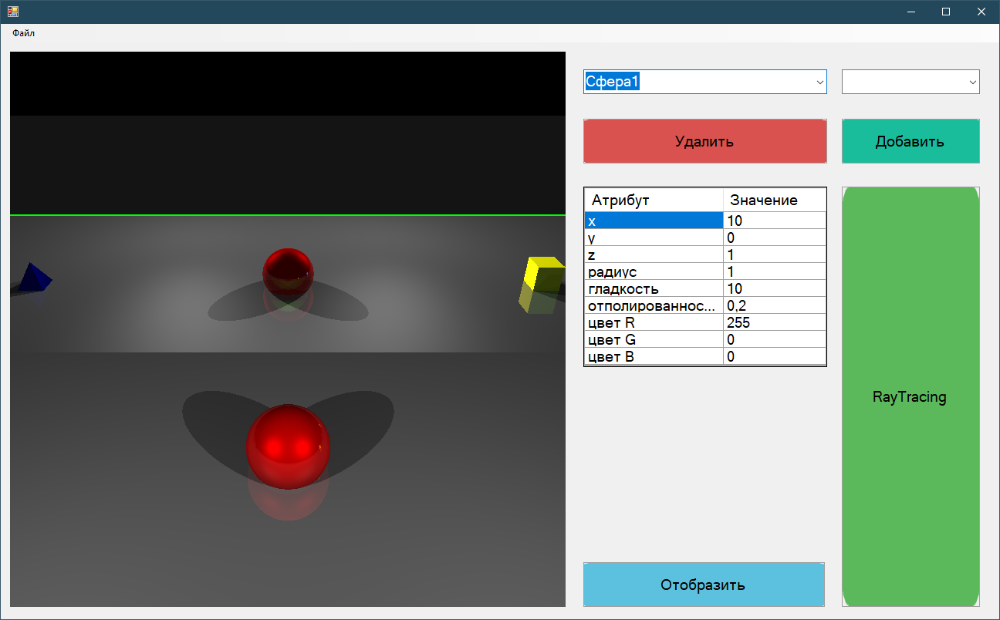 Файл
Сфера1
Удалить
Добавить
Атрибут Значение
x 10
y 0
z 1
радиус 1
гладкость 10
отполированнос... 0,2
цвет R 255
цвет G 0
цвет B 0
RayTracing
Отобразить